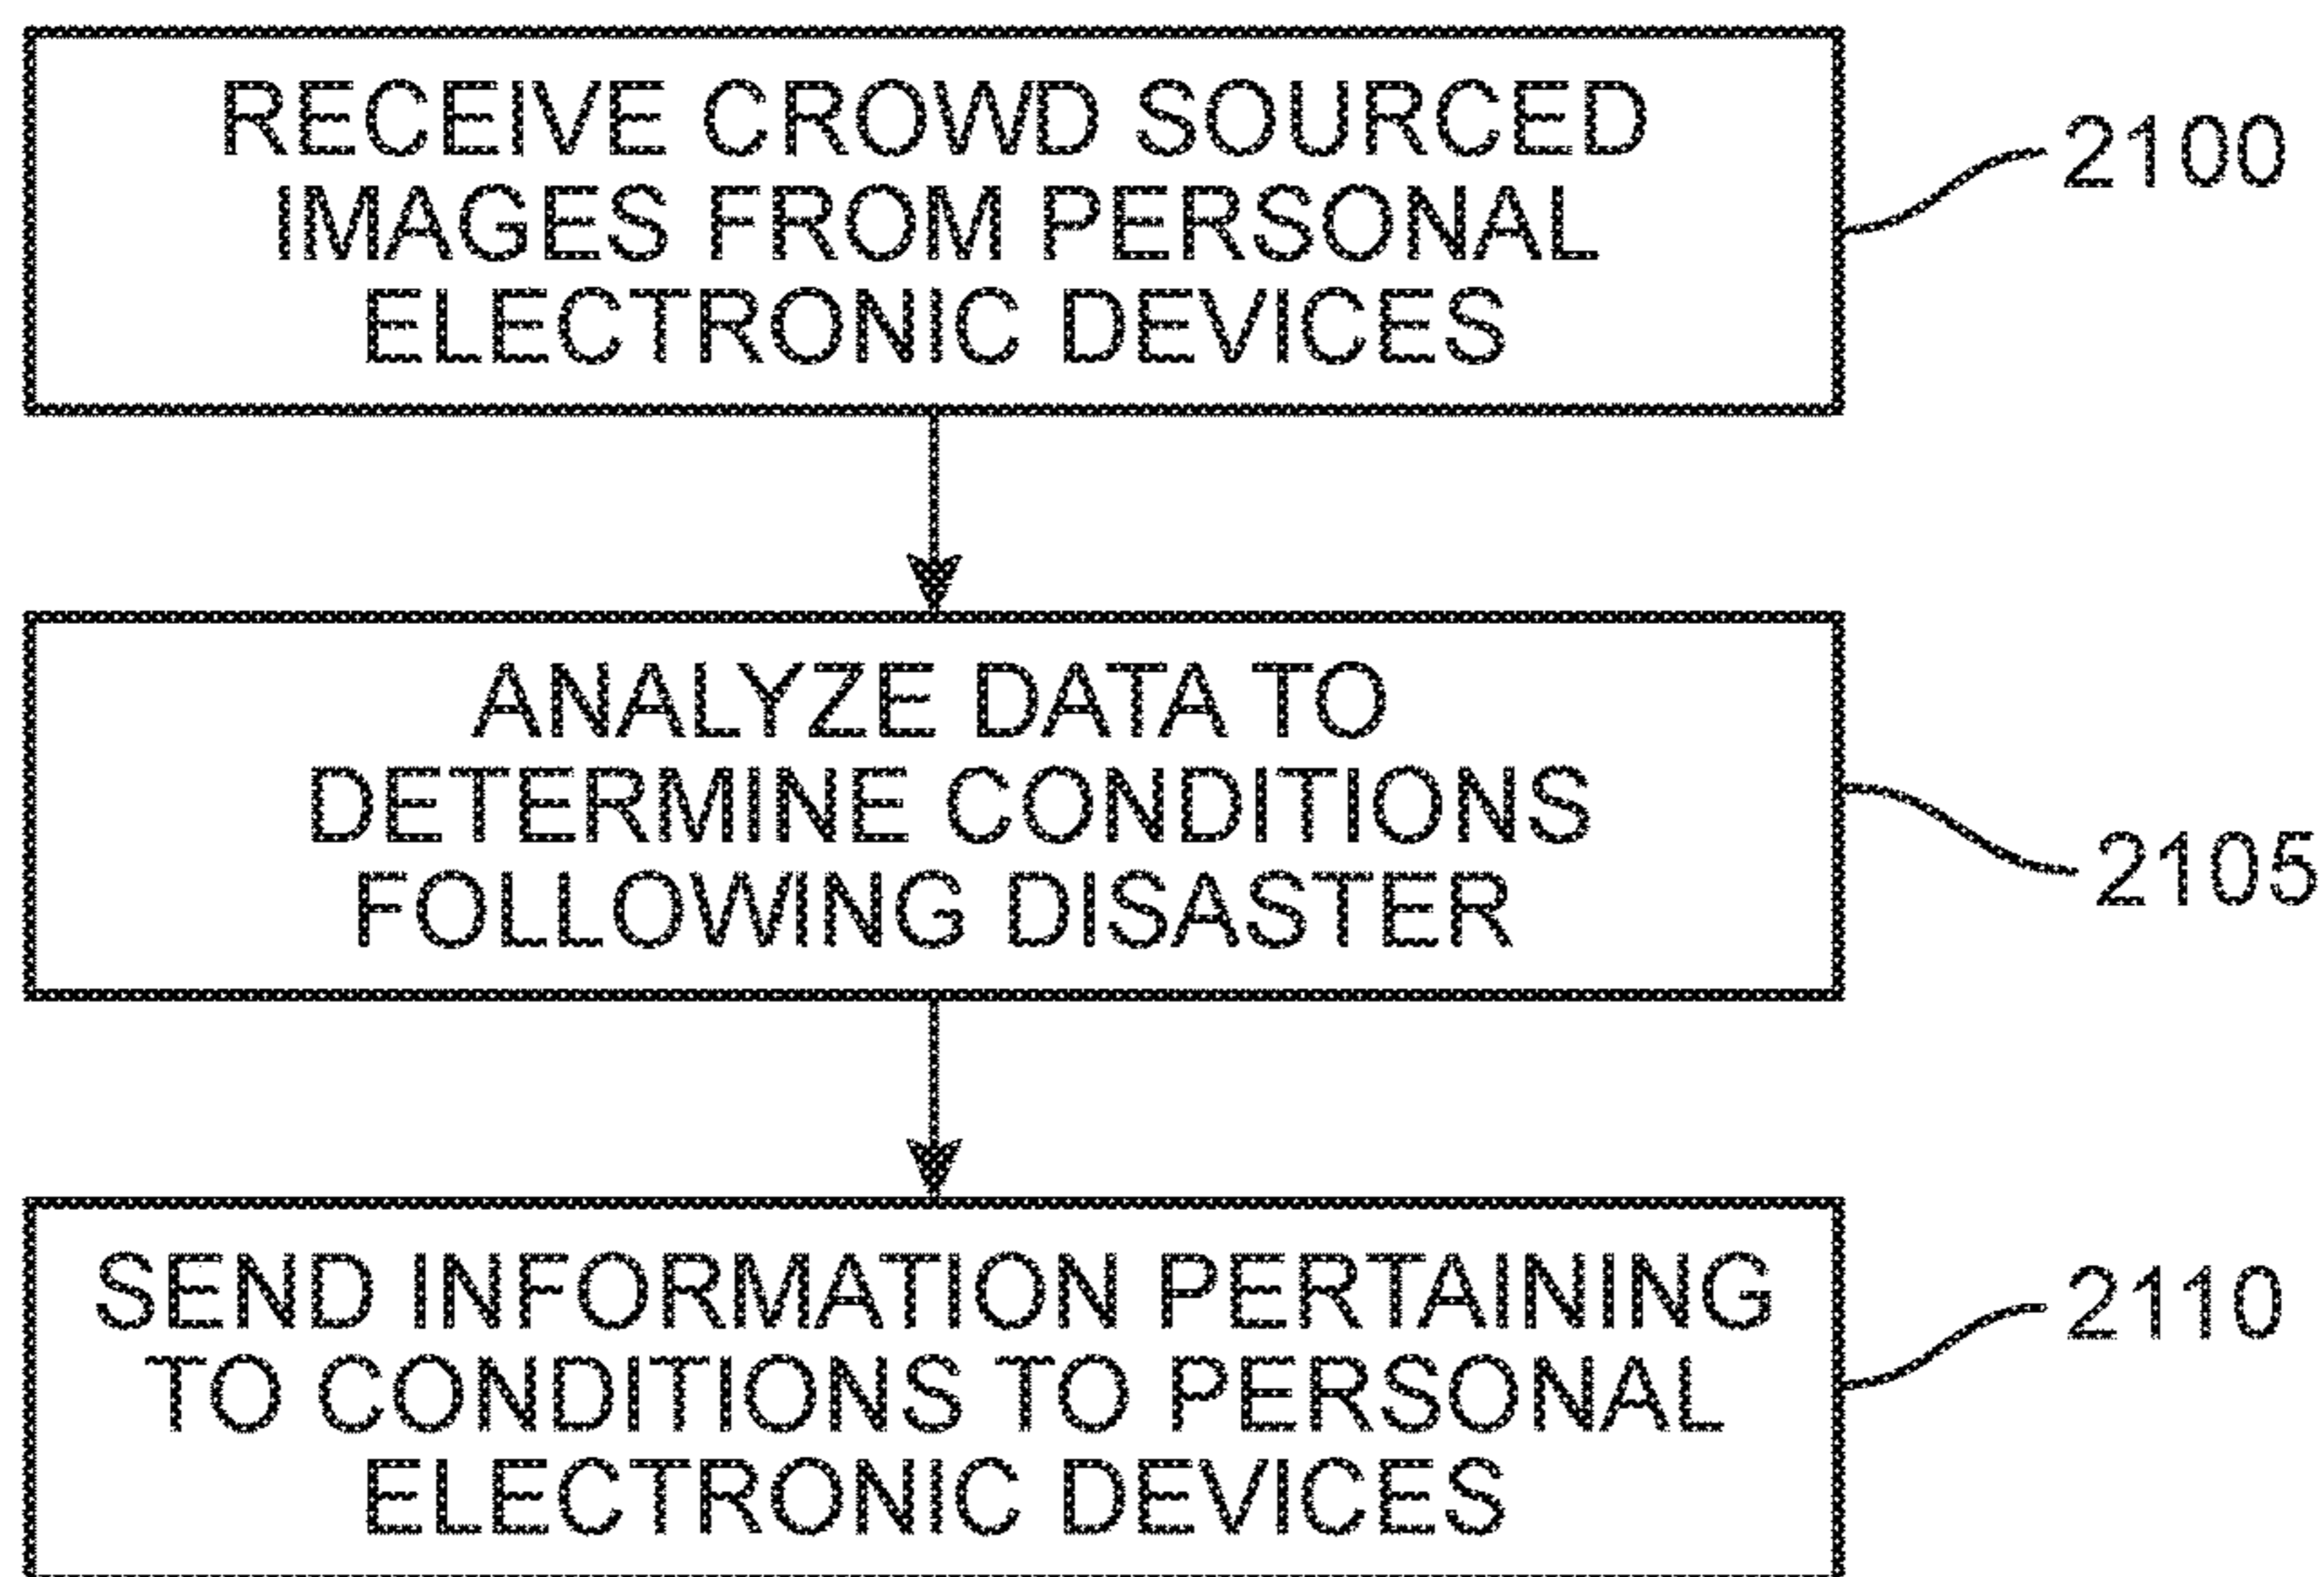 RECEIVE CROWD SOURCED
IMAGES FROM PERSONAL
ELECTRONIC DEVICES
2100
ANALYZE DATA TO
DETERMINE CONDITIONS
FOLLOWING DISASTER
2105
SEND INFORMATION PERTAINING
TO CONDITIONS TO PERSONAL
ELECTRONIC DEVICES
2110